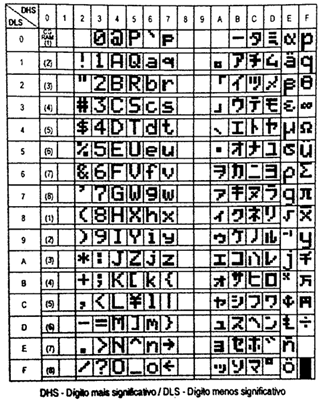 DHS
DLS 0 1 2 3 4 5 6 7 8 9 A B C D E F
0 CG RAM (1) 0 @ P ` p ー タ ミ α p
1 (2) ! 1 A Q a q 。 ア チ ム ä q
2 (3) " 2 B R b r 「 イ ツ メ β θ
3 (4) # 3 C S c s 」 ウ テ モ ε ∞
4 (5) $ 4 D T d t 、 エ ト ヤ μ Ω
5 (6) % 5 E U e u ・ オ ナ ユ σ ü
6 (7) & 6 F V f v ヲ カ ニ ヨ ρ Σ
7 (8) ' 7 G W g w ァ キ ヌ ラ q π
8 (1) ( 8 H X h x ィ ク ネ リ √ x̄
9 (2) ) 9 I Y i y ゥ ケ ノ ル ⁻¹ y
A (3) * : J Z j z ェ コ ハ レ j 千
B (4) + ; K [ k { ォ サ ヒ ロ × 万
C (5) , < L ¥ l | ャ シ フ ワ ¢ 円
D (6) - = M ] m } ュ ス ヘ ン £ ÷
E (7) . > N ^ n → ョ セ ホ ゛ ñ
F (8) / ? O _ o ← ッ ソ マ ゜ ö █
DHS - Dígito mais significativo / DLS - Dígito menos significativo